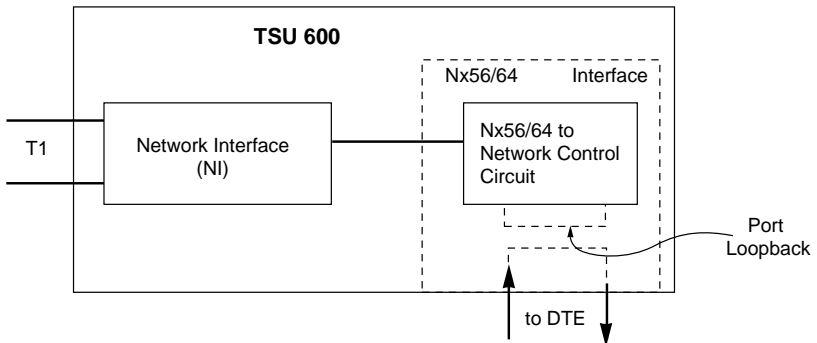 TSU 600
Nx56/64 Interface
T1
Network Interface
(NI)
Nx56/64 to
Network Control
Circuit
Port
Loopback
to DTE